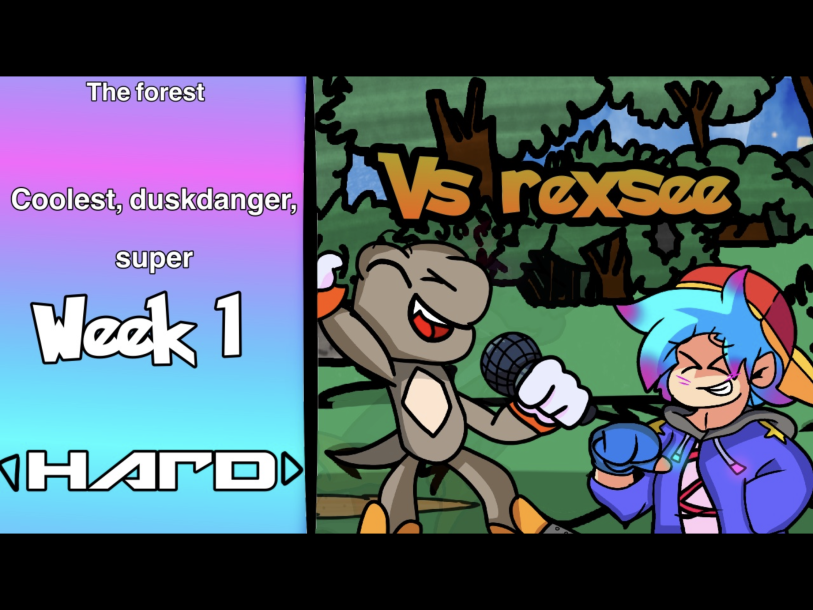 The forest
Coolest, duskdanger,
super
Week 1
HARD
Vs rexsee